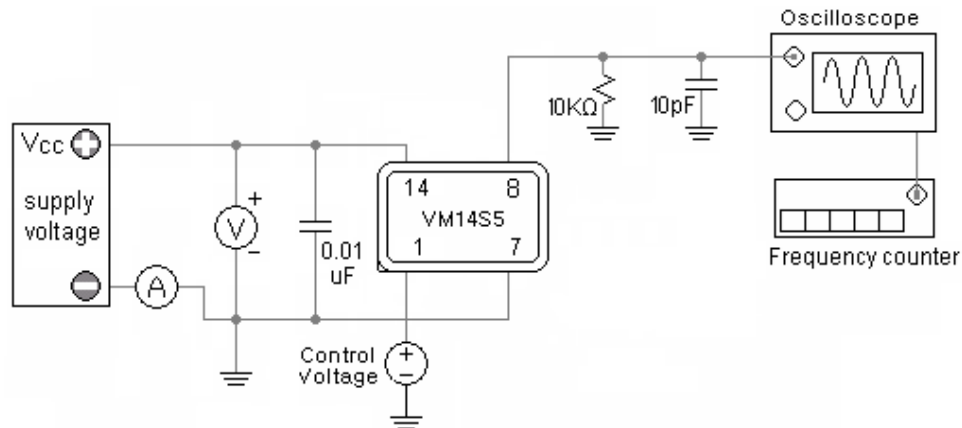 Oscilloscope
10KΩ
10pF
Vcc
supply
voltage
V
+
−
A
0.01
uF
14 8
VM14S5
1 7
Frequency counter
Control
Voltage
+
−